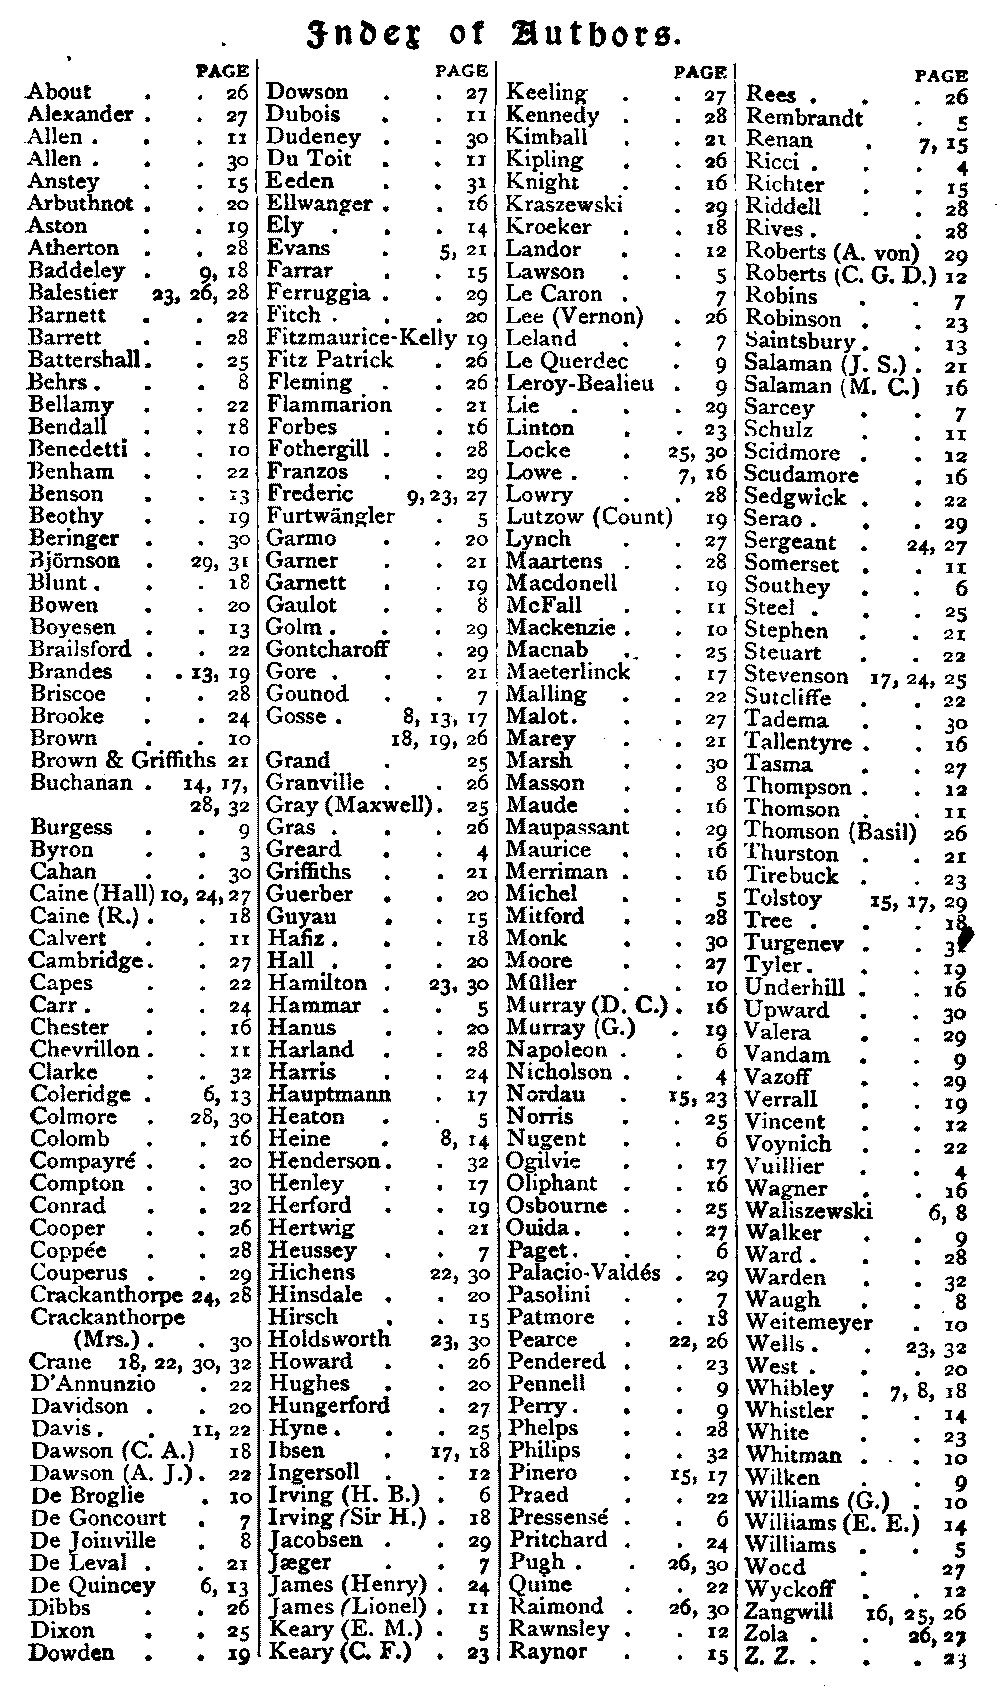 Index of Authors.
PAGE
About . . 26
Alexander . . 27
Allen . . . 11
Allen . . . 30
Anstey . . 15
Arbuthnot . . 20
Aston . . 19
Atherton . . 28
Baddeley . 9, 18
Balestier 23, 26, 28
Barnett . . 22
Barrett . . 28
Battershall . . 25
Behrs . . . 8
Bellamy . . 22
Bendall . . 18
Benedetti . . 10
Benham . . 22
Benson . . 13
Beothy . . 19
Beringer . . 30
Björnson . 29, 31
Blunt . . . 18
Bowen . . 20
Boyesen . . 13
Brailsford . . 22
Brandes . . 13, 19
Briscoe . . 28
Brooke . . 24
Brown . . 10
Brown & Griffiths 21
Buchanan . 14, 17,
28, 32
Burgess . . 9
Byron . . 3
Cahan . . 30
Caine (Hall) 10, 24, 27
Caine (R.) . . 18
Calvert . . 11
Cambridge . . 27
Capes . . 22
Carr . . . 24
Chester . . 16
Chevrillon . . 11
Clarke . . 32
Coleridge . 6, 13
Colmore . 28, 30
Colomb . . 16
Compayré . . 20
Compton . . 30
Conrad . . 22
Cooper . . 26
Coppée . . 28
Couperus . . 29
Crackanthorpe 24, 28
Crackanthorpe
(Mrs.) . . 30
Crane 18, 22, 30, 32
D'Annunzio . 22
Davidson . . 20
Davis . . 11, 22
Dawson (C. A.) 18
Dawson (A. J.) . 22
De Broglie . 10
De Goncourt . 7
De Joinville . 8
De Leval . . 21
De Quincey 6, 13
Dibbs . . 26
Dixon . . 25
Dowden . . 19
PAGE
Dowson . . 27
Dubois . . 11
Dudeney . . 30
Du Toit . . 11
Eeden . . 31
Ellwanger . . 16
Ely . . . 14
Evans . 5, 21
Farrar . . 15
Ferruggia . . 29
Fitch . . . 20
Fitzmaurice-Kelly 19
Fitz Patrick . 26
Fleming . . 26
Flammarion . 21
Forbes . . 16
Fothergill . . 28
Franzos . . 29
Frederic 9, 23, 27
Furtwängler . 5
Garmo . . 20
Garner . . 21
Garnett . . 19
Gaulot . . 8
Golm . . . 29
Gontcharoff . 29
Gore . . . 21
Gounod . . 7
Gosse . 8, 13, 17
18, 19, 26
Grand . 25
Granville . . 26
Gray (Maxwell) . 25
Gras . . . 26
Greard . . 4
Griffiths . . 21
Guerber . . 20
Guyau . . 15
Hafiz . . . 18
Hall . . . 20
Hamilton . 23, 30
Hammar . . 5
Hanus . . 20
Harland . . 28
Harris . . 24
Hauptmann . 17
Heaton . . 5
Heine . 8, 14
Henderson . . 32
Henley . . 17
Herford . . 19
Hertwig . . 21
Heussey . . 7
Hichens 22, 30
Hinsdale . . 20
Hirsch . . 15
Holdsworth 23, 30
Howard . . 26
Hughes . . 20
Hungerford . 27
Hyne . . . 25
Ibsen . 17, 18
Ingersoll . . 12
Irving (H. B.) . 6
Irving (Sir H.) . 18
Jacobsen . . 29
Jæger . . 7
James (Henry) . 24
James (Lionel) . 11
Keary (E. M.) . 5
Keary (C. F.) . 23
PAGE
Keeling . . 27
Kennedy . . 28
Kimball . . 21
Kipling . . 26
Knight . . 16
Kraszewski . 29
Kroeker . . 18
Landor . . 12
Lawson . . 5
Le Caron . . 7
Lee (Vernon) . 26
Leland . . 7
Le Querdec . 9
Leroy-Bealieu . 9
Lie . . . 29
Linton . . 23
Locke . 25, 30
Lowe . . 7, 16
Lowry . . 28
Lutzow (Count) 19
Lynch . . 27
Maartens . . 28
Macdonell . 19
McFall . . 11
Mackenzie . . 10
Macnab . . 25
Maeterlinck . 17
Malling . . 22
Malot . . . 27
Marey . . 21
Marsh . . 30
Masson . . 8
Maude . . 16
Maupassant . 29
Maurice . . 16
Merriman . . 16
Michel . . 5
Mitford . . 28
Monk . . 30
Moore . . 27
Müller . . 10
Murray (D. C.) . 16
Murray (G.) . 19
Napoleon . . 6
Nicholson . . 4
Nordau . 15, 23
Norris . . 25
Nugent . . 6
Ogilvie . . 17
Oliphant . . 16
Osbourne . . 25
Ouida . . . 27
Paget . . . 6
Palacio-Valdés . 29
Pasolini . . 7
Patmore . . 18
Pearce . 22, 26
Pendered . . 23
Pennell . . 9
Perry . . . 9
Phelps . . 28
Philips . . 32
Pinero . 15, 17
Praed . . 22
Pressensé . . 6
Pritchard . . 24
Pugh . . 26, 30
Quine . . 22
Raimond . 26, 30
Rawnsley . . 12
Raynor . . 15
PAGE
Rees . . . 26
Rembrandt . 5
Renan . 7, 15
Ricci . . . 4
Richter . . 15
Riddell . . 28
Rives . . . 28
Roberts (A. von) 29
Roberts (C. G. D.) 12
Robins . . 7
Robinson . . 23
Saintsbury . . 13
Salaman (J. S.) . 21
Salaman (M. C.) 16
Sarcey . . 7
Schulz . . 11
Scidmore . . 12
Scudamore . 16
Sedgwick . . 22
Serao . . . 29
Sergeant . 24, 27
Somerset . . 11
Southey . . 6
Steel . . . 25
Stephen . . 21
Steuart . . 22
Stevenson 17, 24, 25
Sutcliffe . . 22
Tadema . . 30
Tallentyre . . 16
Tasma . . 27
Thompson . . 12
Thomson . . 11
Thomson (Basil) 26
Thurston . . 21
Tirebuck . . 23
Tolstoy 15, 17, 29
Tree . . . 18
Turgenev . .
Tyler . . . 19
Underhill . . 16
Upward . . 30
Valera . . 29
Vandam . . 9
Vazoff . . 29
Verrall . . 19
Vincent . . 12
Voynich . . 22
Vuillier . . 4
Wagner . . 16
Waliszewski 6, 8
Walker . . 9
Ward . . . 28
Warden . . 32
Waugh . . 8
Weitemeyer . 10
Wells . . 23, 32
West . . . 20
Whibley . 7, 8, 18
Whistler . . 14
White . . 23
Whitman . . 10
Wilken . . 9
Williams (G.) . 10
Williams (E. E.) 14
Williams . . 5
Wood . 27
Wyckoff . . 12
Zangwill 16, 25, 26
Zola . . 26, 27
Z. Z. . . . 23